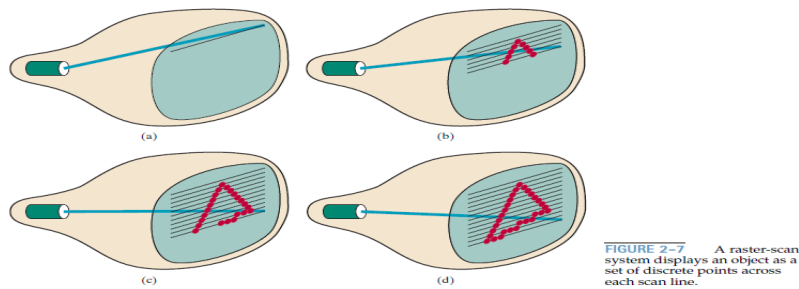 (a)
(b)
(c)
(d)
FIGURE 2–7 A raster-scan
system displays an object as a
set of discrete points across
each scan line.